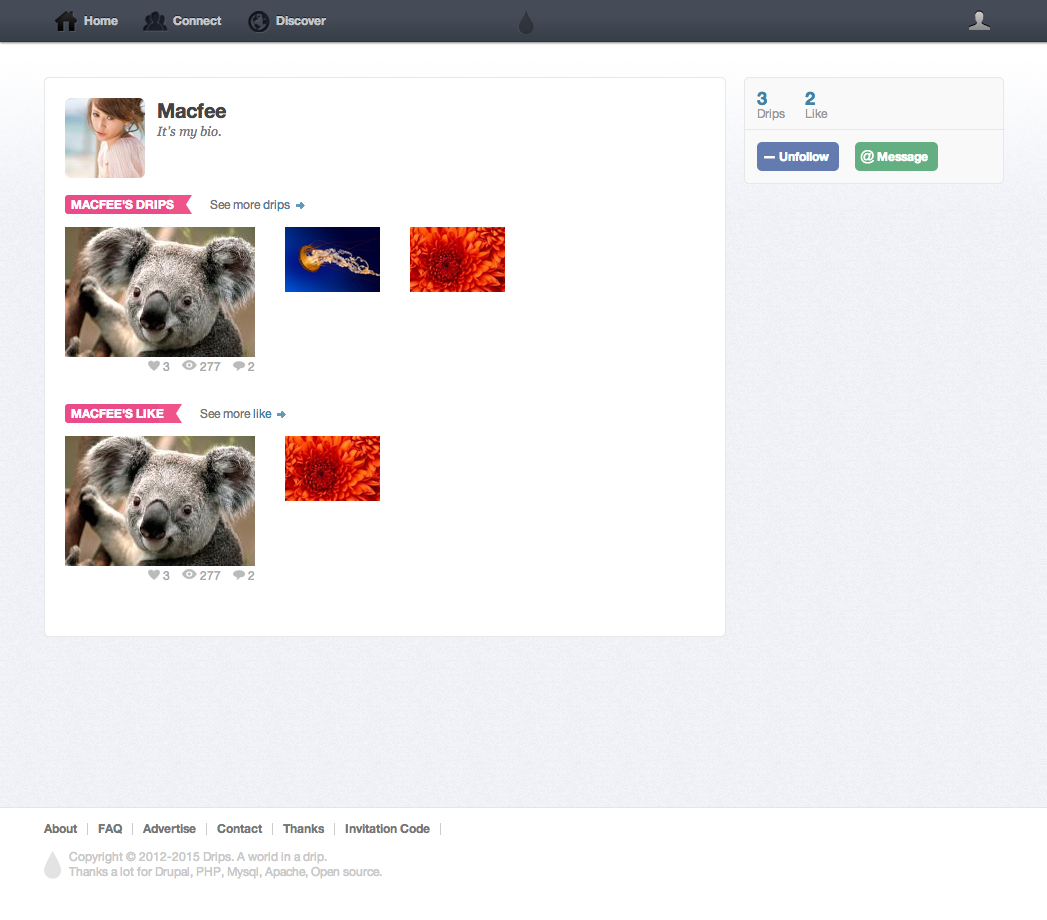 Home Connect Discover
Macfee
It's my bio.
MACFEE'S DRIPS See more drips
3 277 2
MACFEE'S LIKE See more like
3 277 2
3 2
Drips Like
Unfollow @ Message
About FAQ Advertise Contact Thanks Invitation Code
Copyright © 2012-2015 Drips. A world in a drip.
Thanks a lot for Drupal, PHP, Mysql, Apache, Open source.